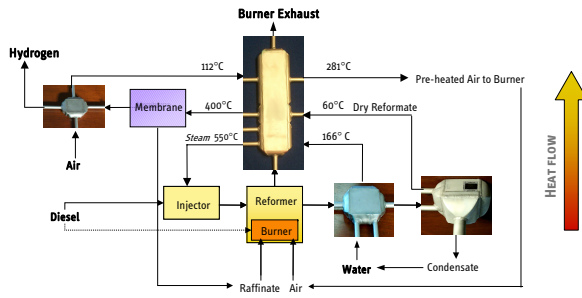 Burner Exhaust
Hydrogen
112°C
281°C
Pre-heated Air to Burner
Membrane
400°C
60°C
Dry Reformate
Air
Steam 550°C
166° C
Injector
Reformer
Diesel
Burner
Water
Condensate
Raffinate
Air
HEAT FLOW